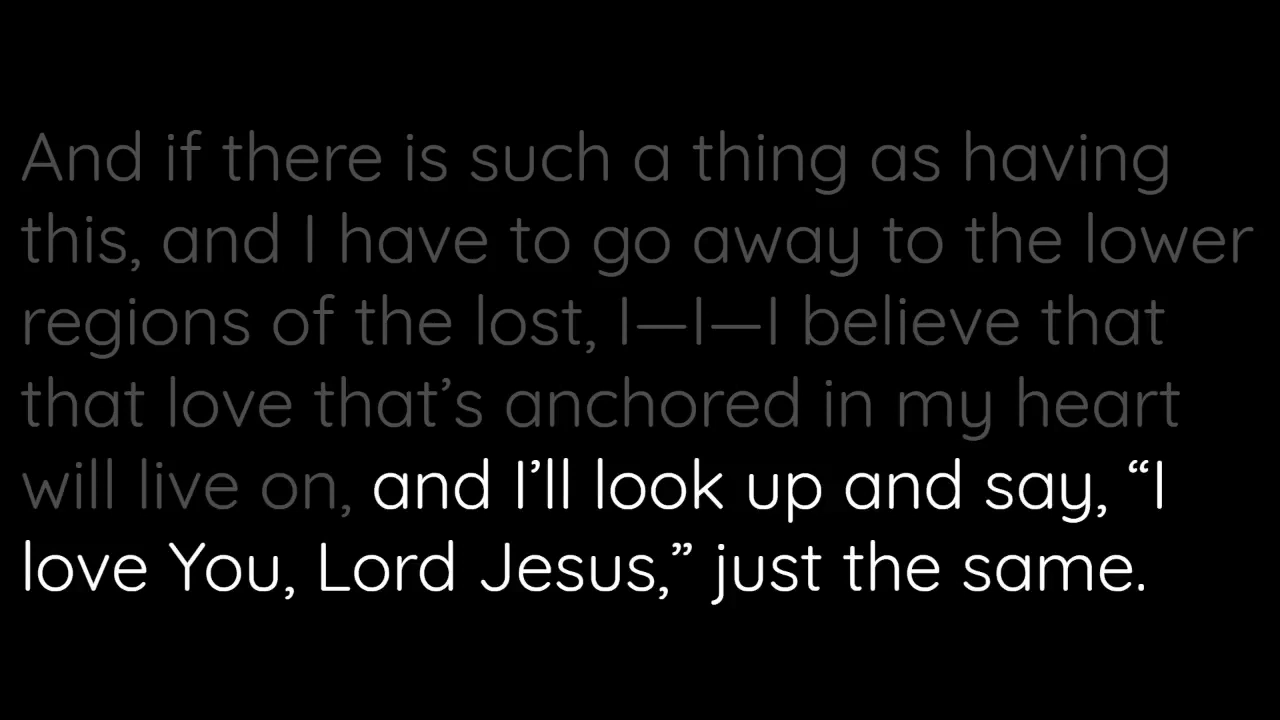 And if there is such a thing as having
this, and I have to go away to the lower
regions of the lost, I—I—I believe that
that love that’s anchored in my heart
will live on, and I’ll look up and say, “I
love You, Lord Jesus,” just the same.